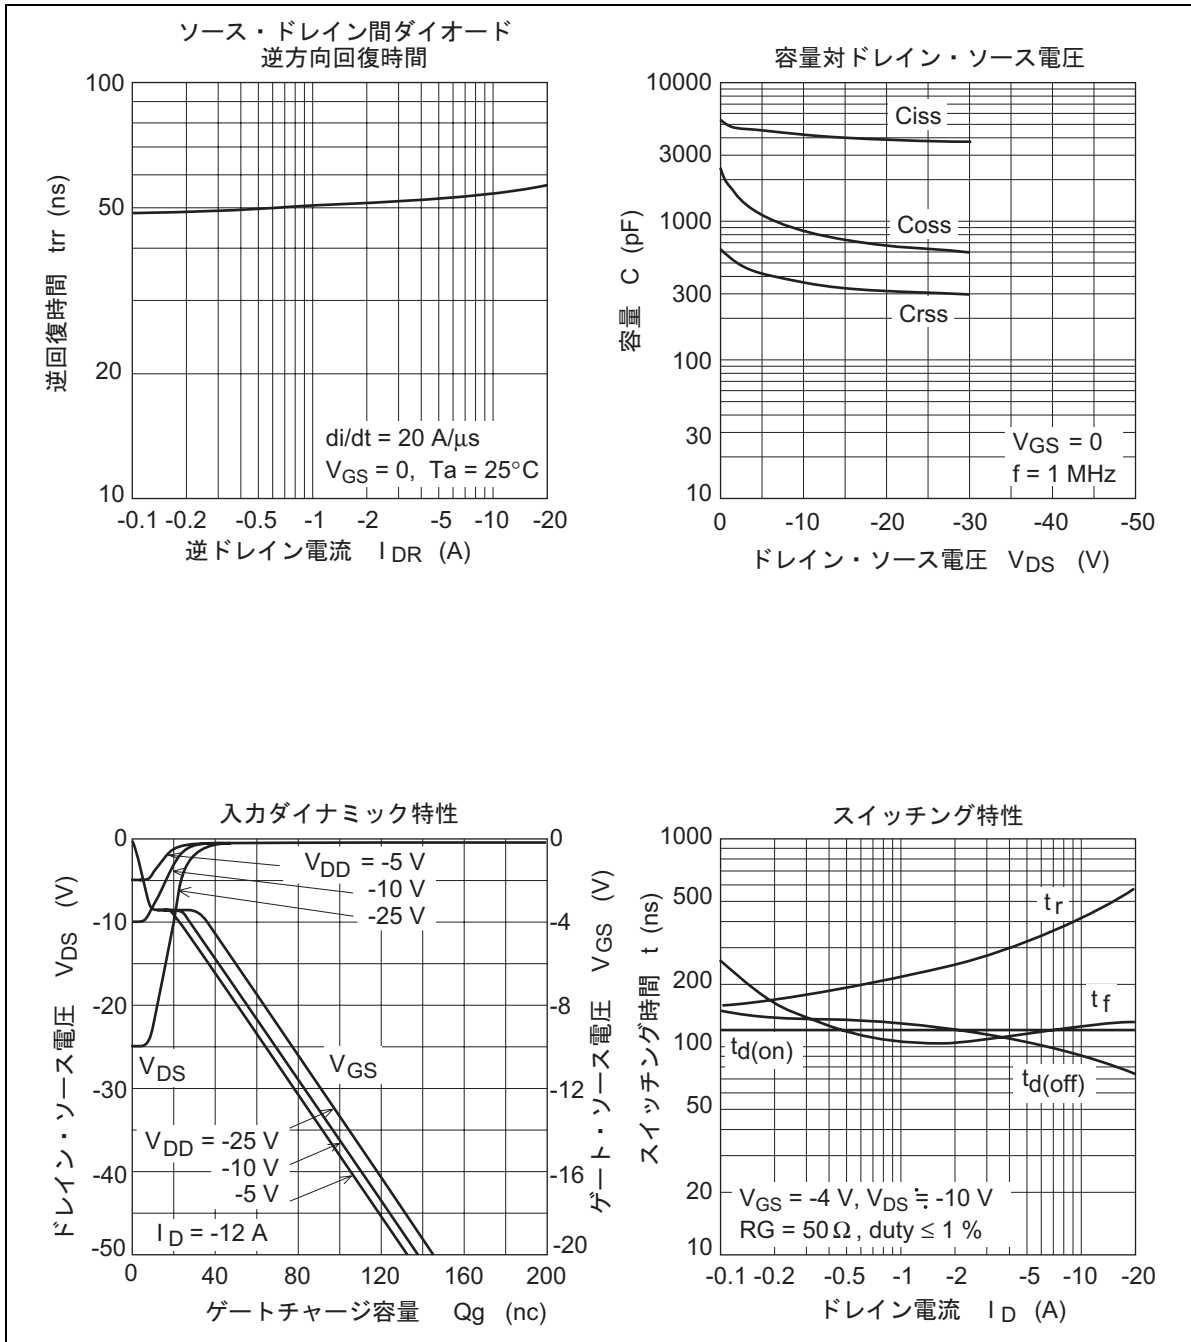 ソース・ドレイン間ダイオード
逆方向回復時間
100
50
20
10
逆回復時間 trr (ns)
di/dt = 20 A/μs
VGS = 0, Ta = 25°C
-0.1 -0.2 -0.5 -1 -2 -5 -10 -20
逆ドレイン電流 IDR (A)
容量対ドレイン・ソース電圧
10000
3000
1000
300
100
30
10
容量 C (pF)
Ciss
Coss
Crss
VGS = 0
f = 1 MHz
0 -10 -20 -30 -40 -50
ドレイン・ソース電圧 VDS (V)
入力ダイナミック特性
0
-10
-20
-30
-40
-50
ドレイン・ソース電圧 VDS (V)
VDD = -5 V
-10 V
-25 V
VDS
VGS
VDD = -25 V
-10 V
-5 V
ID = -12 A
0
-4
-8
-12
-16
-20
ゲート・ソース電圧 VGS (V)
0 40 80 120 160 200
ゲートチャージ容量 Qg (nc)
スイッチング特性
1000
500
200
100
50
20
10
スイッチング時間 t (ns)
tr
tf
td(on)
td(off)
VGS = -4 V, VDS ≒ -10 V
RG = 50 Ω, duty ≤ 1 %
-0.1 -0.2 -0.5 -1 -2 -5 -10 -20
ドレイン電流 ID (A)